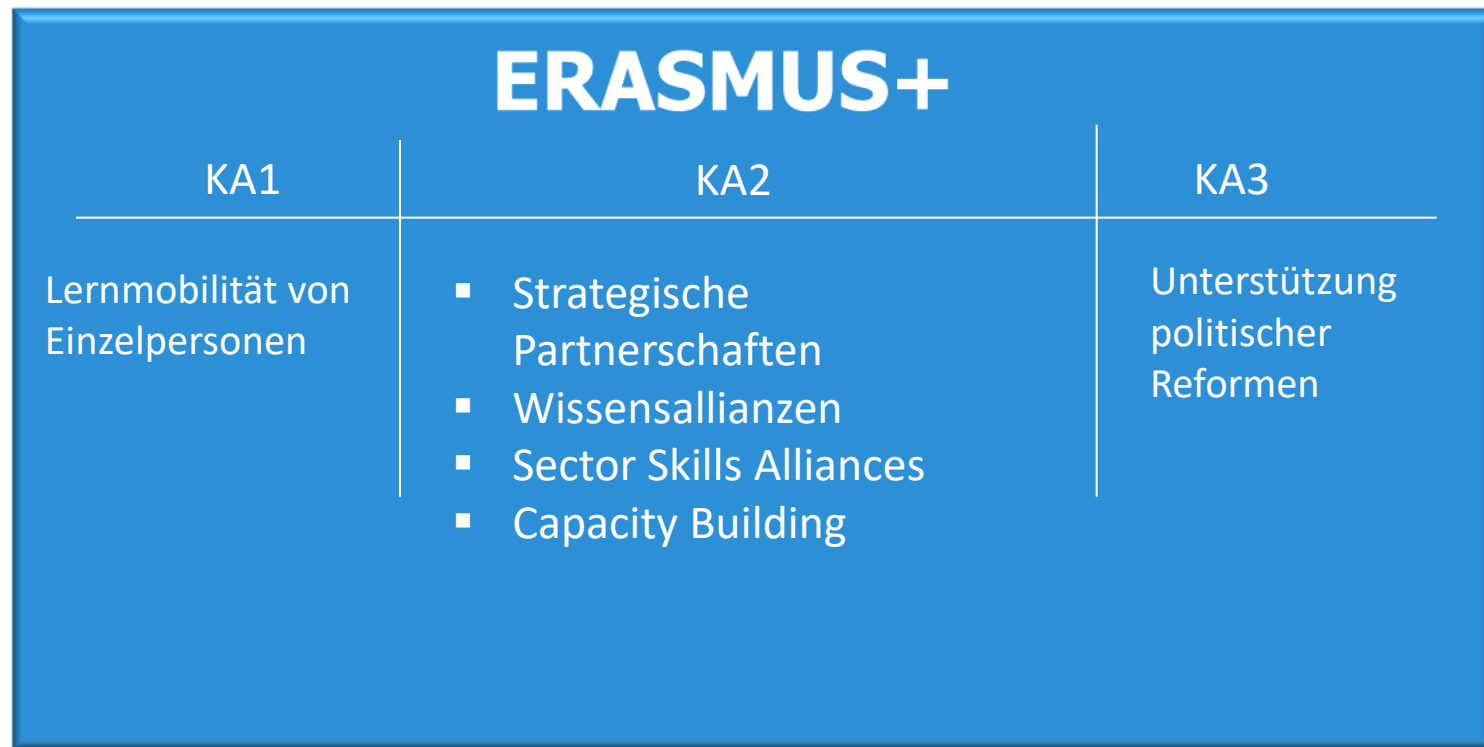 ERASMUS+
KA1
KA2
KA3
Lernmobilität von
Einzelpersonen
▪ Strategische
Partnerschaften
▪ Wissensallianzen
▪ Sector Skills Alliances
▪ Capacity Building
Unterstützung
politischer
Reformen